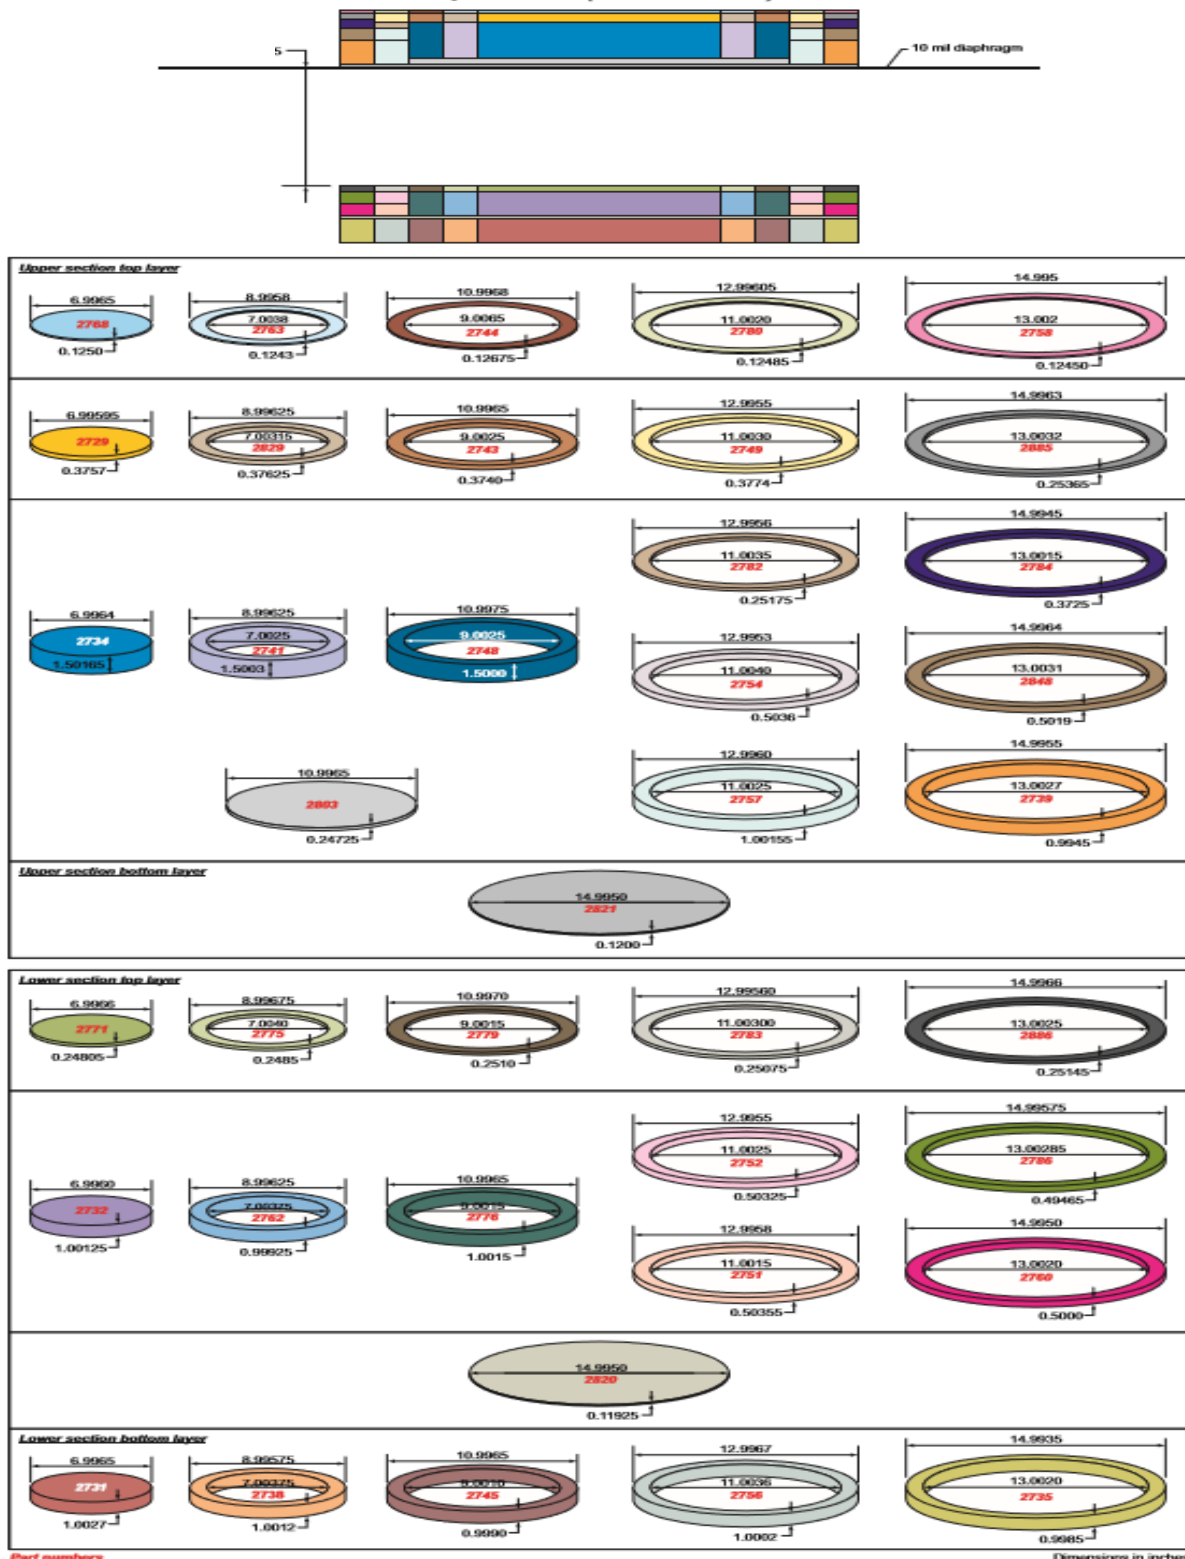 5
10 mil diaphragm
Upper section top layer
6.9965 8.9958 10.9968 12.99605 14.995
2768 7.0038 9.0065 11.0020 13.002
2763 2744 2780 2758
0.1250 0.1243 0.12675 0.12485 0.12450
6.99595 8.99625 10.9965 12.9955 14.9963
2729 7.00315 9.0025 11.0030 13.0032
2829 2743 2749 2885
0.3757 0.37625 0.3740 0.3774 0.25365
12.9956 14.9945
11.0035 13.0015
2782 2784
0.25175 0.3725
6.9964 8.99625 10.9975
2734 7.0025 9.0025
2741 2748
1.50165 1.5003 1.5000
12.9953 14.9964
11.0040 13.0031
2754 2848
0.5036 0.5019
10.9965 12.9960 14.9955
2803 11.0025 13.0027
2757 2739
0.24725 1.00155 0.9945
Upper section bottom layer
14.9950
2821
0.1200
Lower section top layer
6.9966 8.99675 10.9970 12.99560 14.9966
2771 7.0040 9.0015 11.00300 13.0025
2775 2779 2783 2886
0.24805 0.2485 0.2510 0.25075 0.25145
12.9955 14.99575
11.0025 13.00285
2752 2786
0.50325 0.49465
6.9960 8.99625 10.9965
2732 7.00375 9.0015
2762 2776
1.00125 0.99925 1.0015
12.9958 14.9950
11.0015 13.0020
2751 2760
0.50355 0.5000
14.9950
2820
0.11925
Lower section bottom layer
6.9965 8.99575 10.9965 12.9967 14.9935
2731 7.00375 9.0010 11.0036 13.0020
2738 2745 2756 2735
1.0027 1.0012 0.9990 1.0002 0.9985
Part numbers
Dimensions in inches